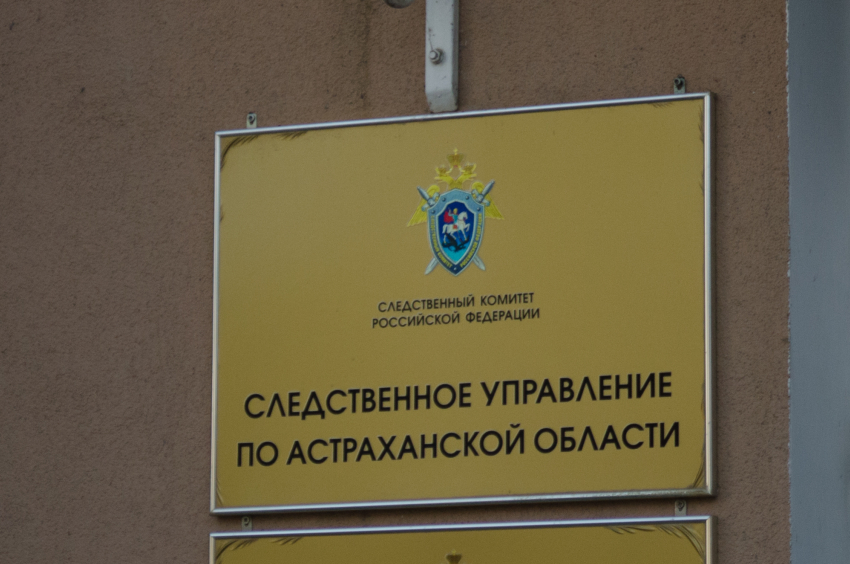 СЛЕДСТВЕННЫЙ КОМИТЕТ
РОССИЙСКОЙ ФЕДЕРАЦИИ
СЛЕДСТВЕННОЕ УПРАВЛЕНИЕ
ПО АСТРАХАНСКОЙ ОБЛАСТИ